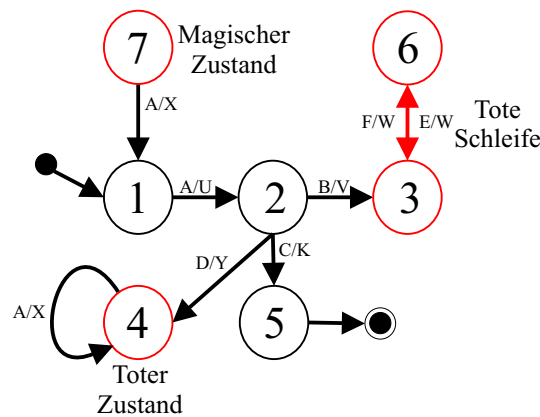 7
Magischer
Zustand
6
A/X
F/W
E/W
Tote
Schleife
1
A/U
2
B/V
3
D/Y
C/K
A/X
4
5
Toter
Zustand